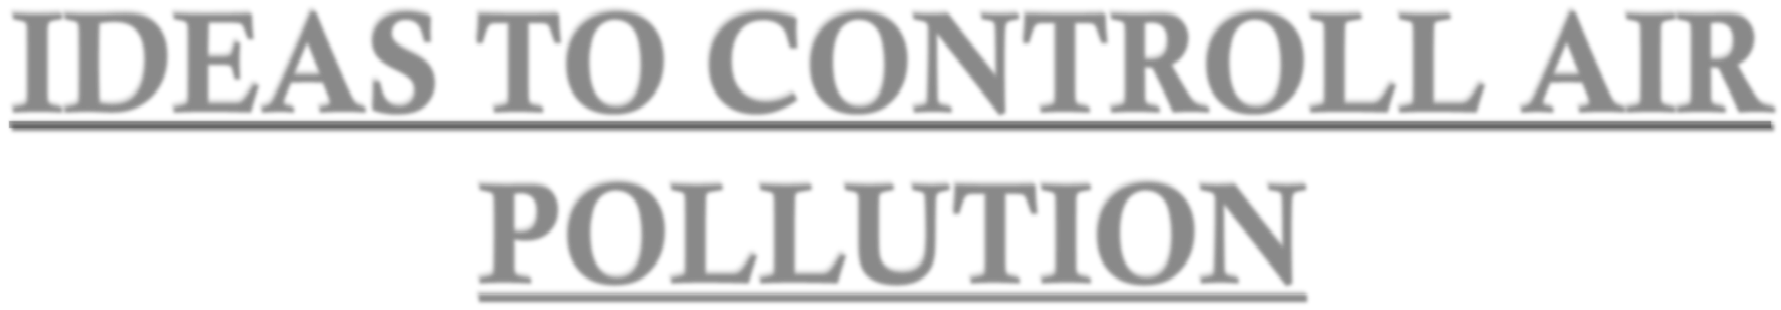 IDEAS TO CONTROLL AIR
POLLUTION